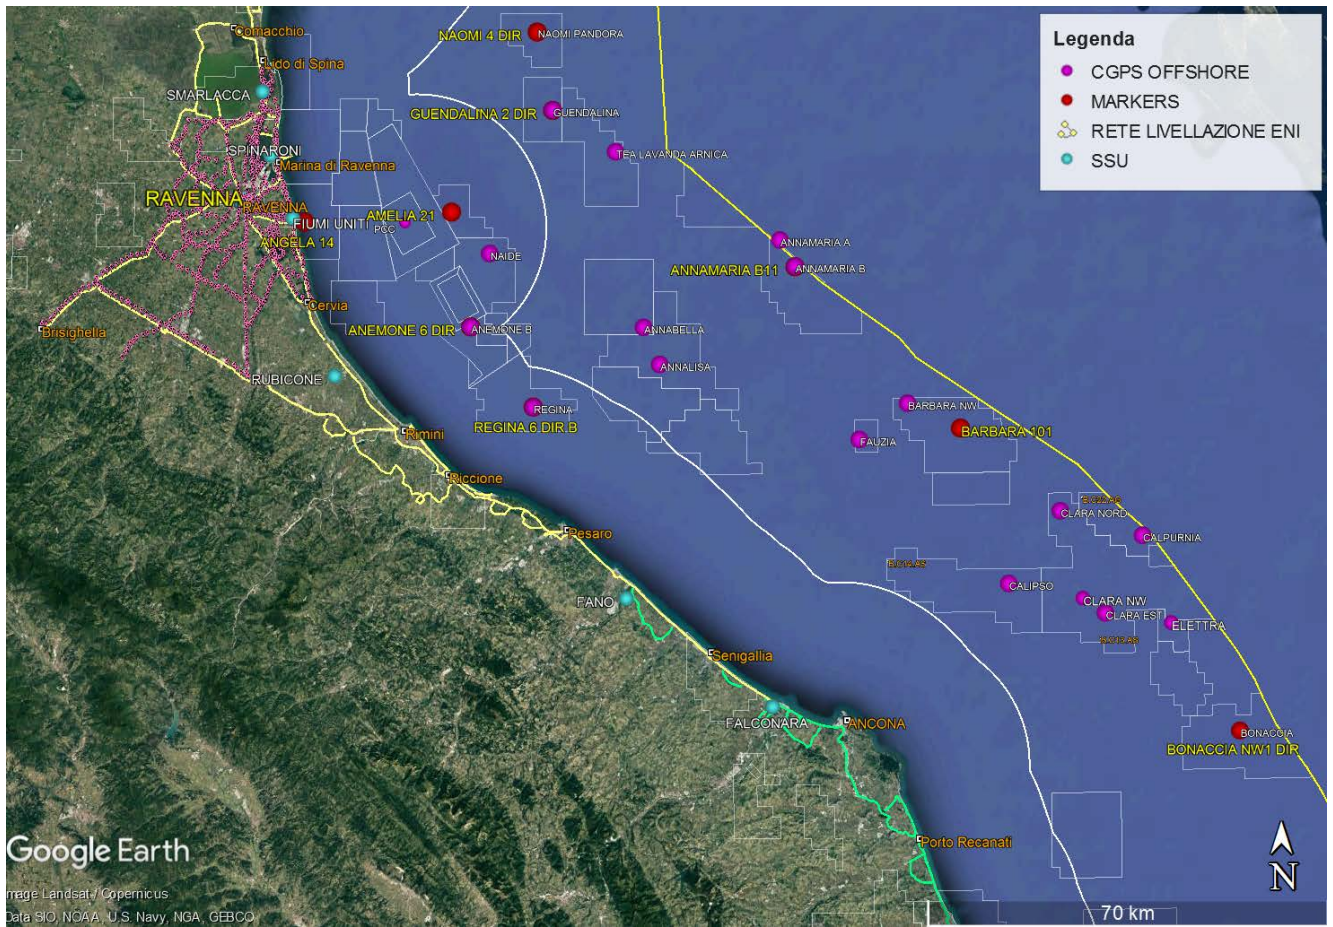 Legenda
CGPS OFFSHORE
MARKERS
RETE LIVELLAZIONE ENI
SSU
Comacchio
NAOMI 4 DIR
NAOMI PANDORA
Lido di Spina
SMARLACCA
GUENDALINA 2 DIR
GUENDALINA
SPINARONI
TEA LAVANDA ARNICA
Marina di Ravenna
RAVENNA
RAVENNA
AMELIA 21
FIUMI UNITI
PCC
ANGELA 14
NAIDE
ANNAMARIA A
ANNAMARIA B11
ANNAMARIA B
Cervia
Brisighella
ANEMONE 6 DIR
ANEMONE B
ANNABELLA
ANNALISA
RUBICONE
REGINA
REGINA 6 DIR B
BARBARA NW
BARBARA 101
FAUZIA
Rimini
Riccione
CLARA NORD
Pesaro
CALPURNIA
B.C14.AS
CALIPSO
FANO
CLARA NW
CLARA EST
ELETTRA
B.C13.AS
Senigallia
FALCONARA
ANCONA
BONACCIA
BONACCIA NW1 DIR
Porto Recanati
Google Earth
N
mage Landsat / Copernicus
Data SIO, NOAA, U.S. Navy, NGA, GEBCO
70 km